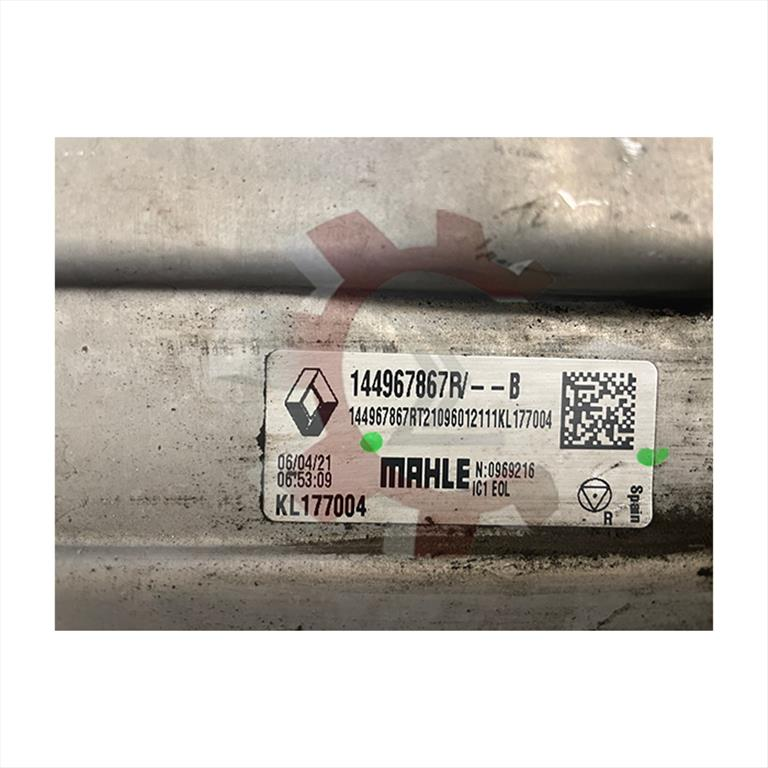 144967867R/--B
144967867RT21096012111KL177004
06/04/21
06:53:09
MAHLE
N:0969216
IC1 EOL
KL177004
R
Spain